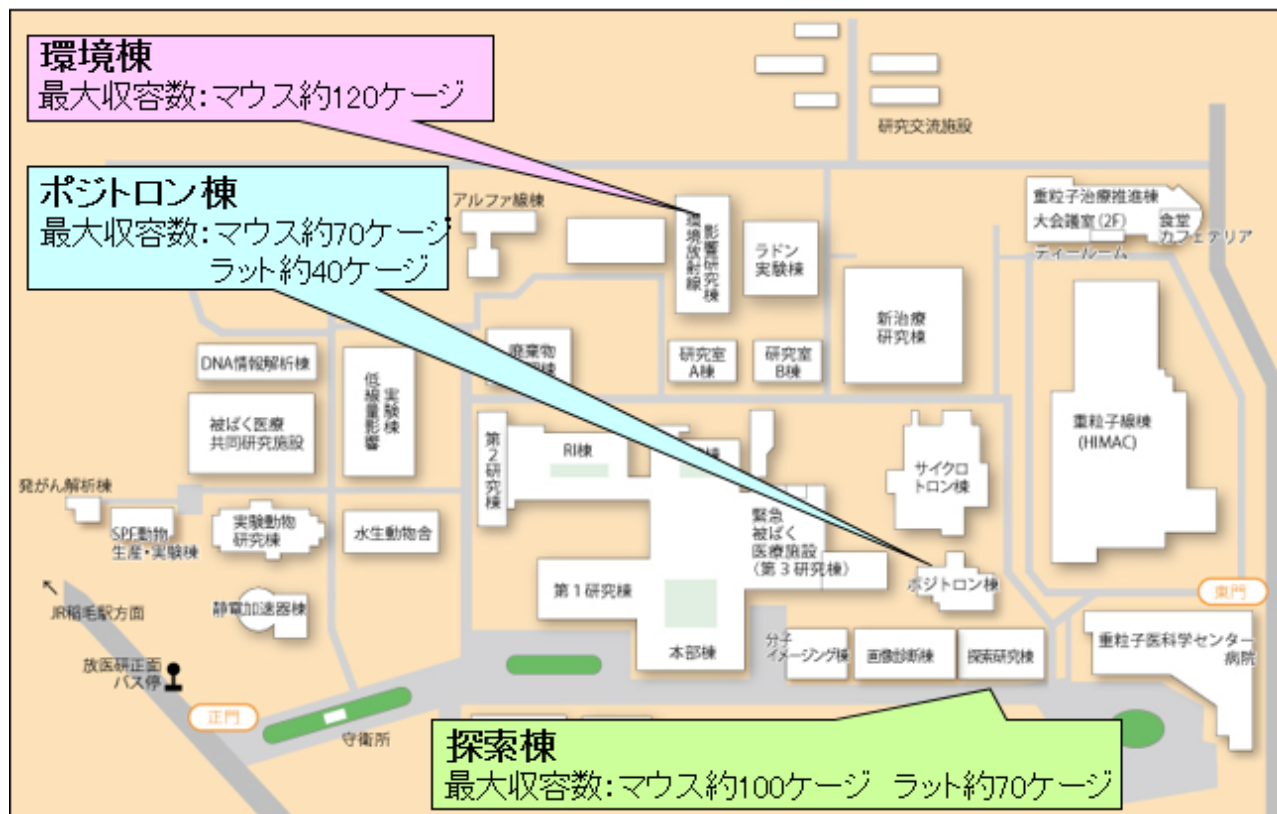 環境棟
最大収容数：マウス約120ケージ
ポジトロン棟
最大収容数：マウス約70ケージ
ラット約40ケージ
研究交流施設
アルファ線棟
環境放射線
影響研究棟
ラドン
実験棟
重粒子治療推進棟
大会議室(2F)
食堂
カフェテリア
ティールーム
新治療
研究棟
DNA情報解析棟
低線量影響
実験棟
廃棄物
研究室
A棟
研究室
B棟
被ばく医療
共同研究施設
第2研究棟
RI棟
サイクロ
トロン棟
重粒子線棟
(HIMAC)
発がん解析棟
SPF動物
生産・実験棟
実験動物
研究棟
水生動物舎
緊急
被ばく
医療施設
(第3研究棟)
ポジトロン棟
東門
JR稲毛駅方面
静電加速器棟
第1研究棟
本部棟
分子
イメージング棟
画像診断棟
探索研究棟
重粒子医科学センター
病院
放医研正面
バス停
正門
守衛所
探索棟
最大収容数：マウス約100ケージ　ラット約70ケージ